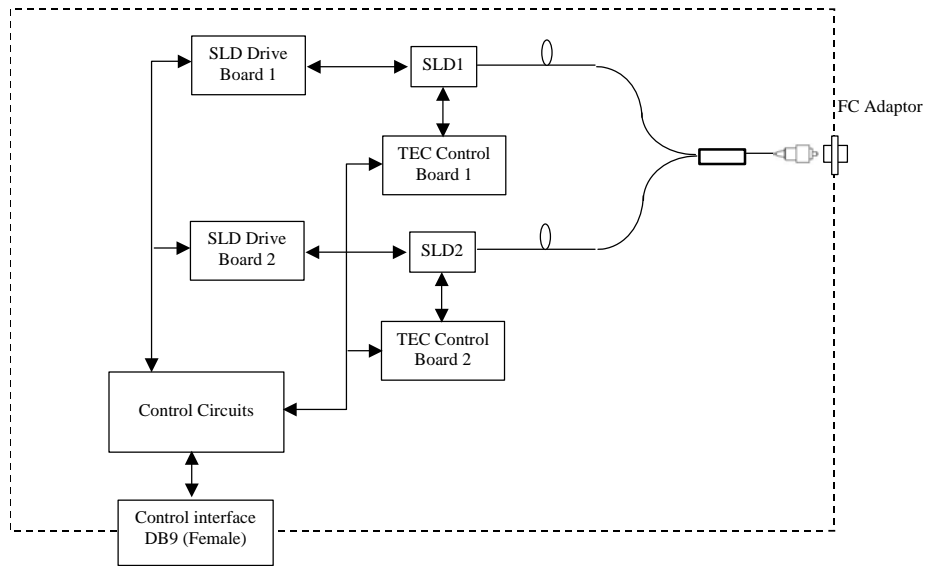 SLD Drive
Board 1
SLD1
FC Adaptor
TEC Control
Board 1
SLD Drive
Board 2
SLD2
TEC Control
Board 2
Control Circuits
Control interface
DB9 (Female)